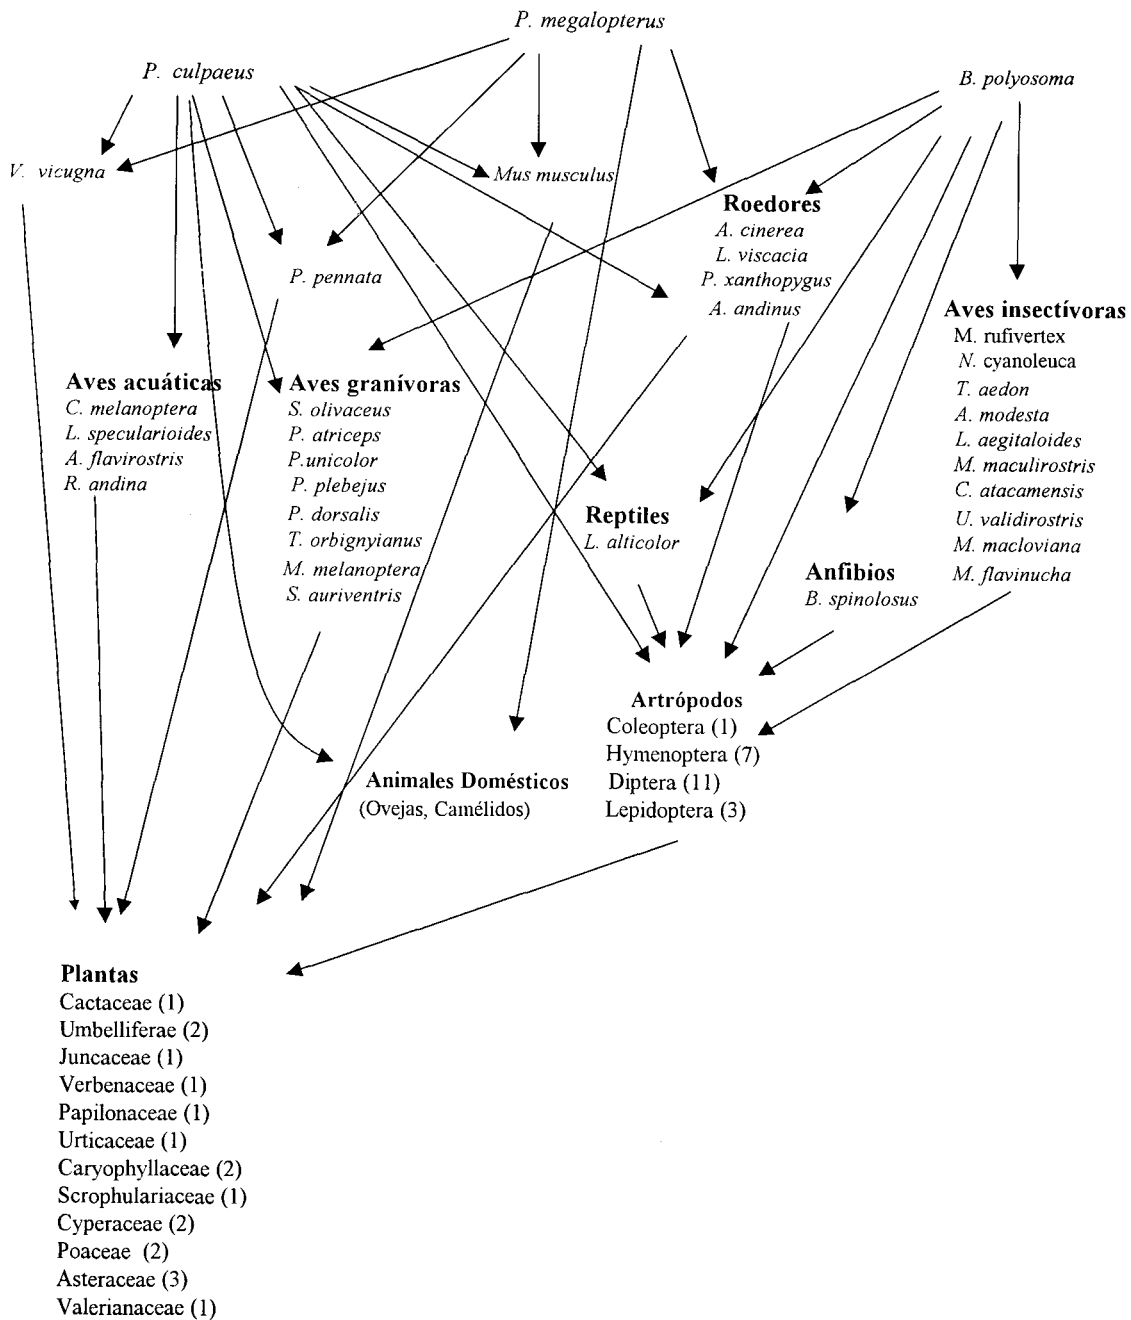 P. megalopterus
P. culpaeus
B. polyosoma
V. vicugna
Mus musculus
Roedores
A. cinerea
L. viscacia
P. xanthopygus
A. andinus
P. pennata
Aves insectívoras
M. rufivertex
N. cyanoleuca
T. aedon
A. modesta
L. aegitaloides
M. maculirostris
C. atacamensis
U. validirostris
M. macloviana
M. flavinucha
Aves acuáticas
C. melanoptera
L. specularioides
A. flavirostris
R. andina
Aves granívoras
S. olivaceus
P. atriceps
P.unicolor
P. plebejus
P. dorsalis
T. orbignyianus
M. melanoptera
S. auriventris
Reptiles
L. alticolor
Anfibios
B. spinolosus
Artrópodos
Coleoptera (1)
Hymenoptera (7)
Diptera (11)
Lepidoptera (3)
Animales Domésticos
(Ovejas, Camélidos)
Plantas
Cactaceae (1)
Umbelliferae (2)
Juncaceae (1)
Verbenaceae (1)
Papilonaceae (1)
Urticaceae (1)
Caryophyllaceae (2)
Scrophulariaceae (1)
Cyperaceae (2)
Poaceae (2)
Asteraceae (3)
Valerianaceae (1)